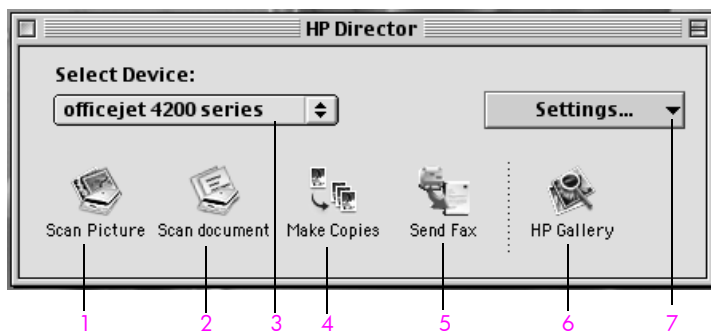 HP Director
Select Device:
officejet 4200 series
Settings...
Scan Picture Scan document Make Copies Send Fax HP Gallery
1 2 3 4 5 6 7